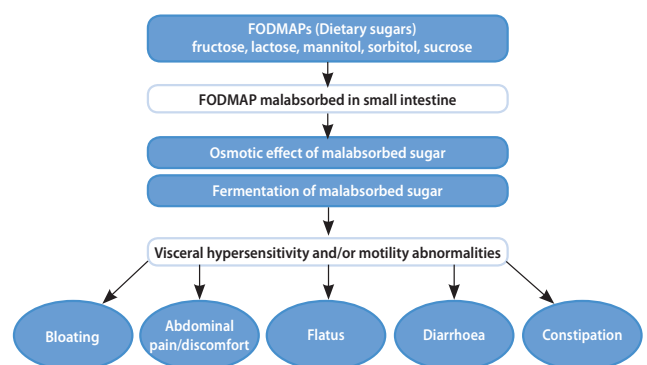 FODMAPs (Dietary sugars)
fructose, lactose, mannitol, sorbitol, sucrose
FODMAP malabsorbed in small intestine
Osmotic effect of malabsorbed sugar
Fermentation of malabsorbed sugar
Visceral hypersensitivity and/or motility abnormalities
Bloating
Abdominal
pain/discomfort
Flatus
Diarrhoea
Constipation